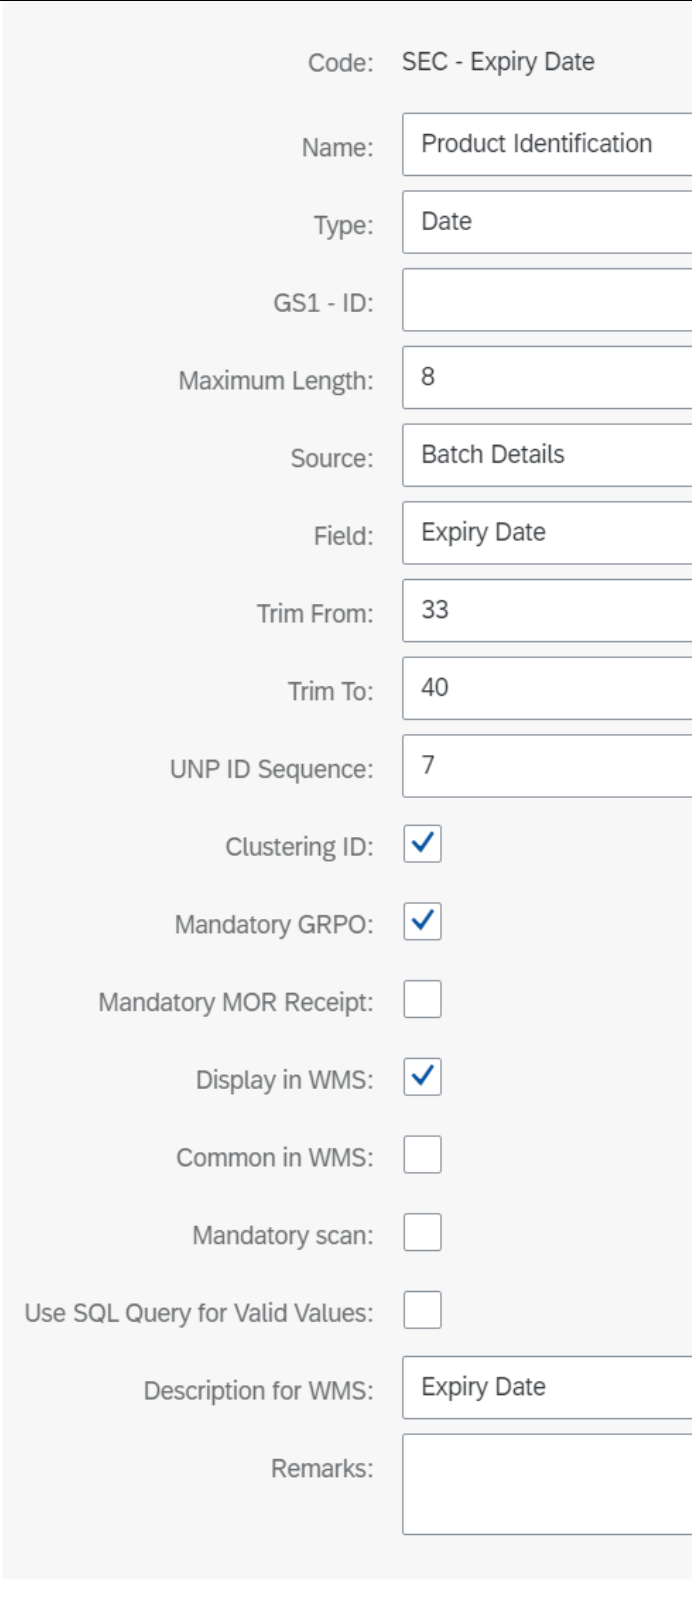 Code: SEC - Expiry Date
Name: Product Identification
Type: Date
GS1 - ID:
Maximum Length: 8
Source: Batch Details
Field: Expiry Date
Trim From: 33
Trim To: 40
UNP ID Sequence: 7
Clustering ID:
Mandatory GRPO:
Mandatory MOR Receipt:
Display in WMS:
Common in WMS:
Mandatory scan:
Use SQL Query for Valid Values:
Description for WMS: Expiry Date
Remarks: